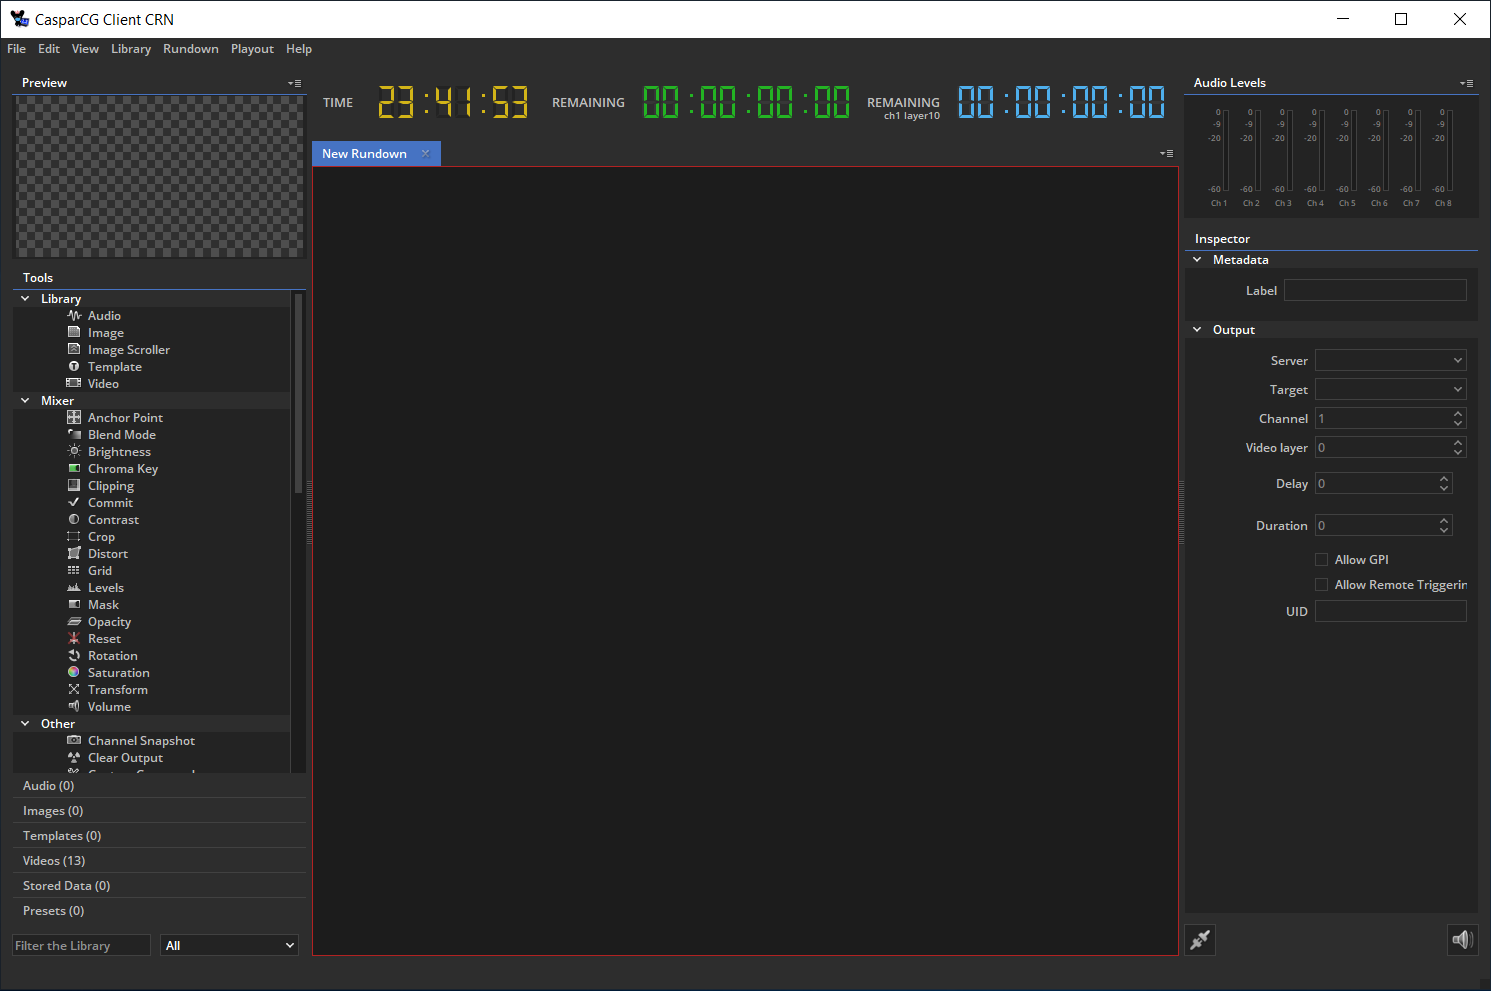 CasparCG Client CRN
File Edit View Library Rundown Playout Help
Preview
TIME 23:41:53 REMAINING 00:00:00:00 REMAINING 00:00:00:00
ch1 layer10
New Rundown
Tools
Library
Audio
Image
Image Scroller
Template
Video
Mixer
Anchor Point
Blend Mode
Brightness
Chroma Key
Clipping
Commit
Contrast
Crop
Distort
Grid
Levels
Mask
Opacity
Reset
Rotation
Saturation
Transform
Volume
Other
Channel Snapshot
Clear Output
Audio (0)
Images (0)
Templates (0)
Videos (13)
Stored Data (0)
Presets (0)
Filter the Library All
Audio Levels
0 0 0 0 0 0 0 0
-9 -9 -9 -9 -9 -9 -9 -9
-20 -20 -20 -20 -20 -20 -20 -20
-60 -60 -60 -60 -60 -60 -60 -60
Ch 1 Ch 2 Ch 3 Ch 4 Ch 5 Ch 6 Ch 7 Ch 8
Inspector
Metadata
Label
Output
Server
Target
Channel 1
Video layer 0
Delay 0
Duration 0
Allow GPI
Allow Remote Triggerin
UID